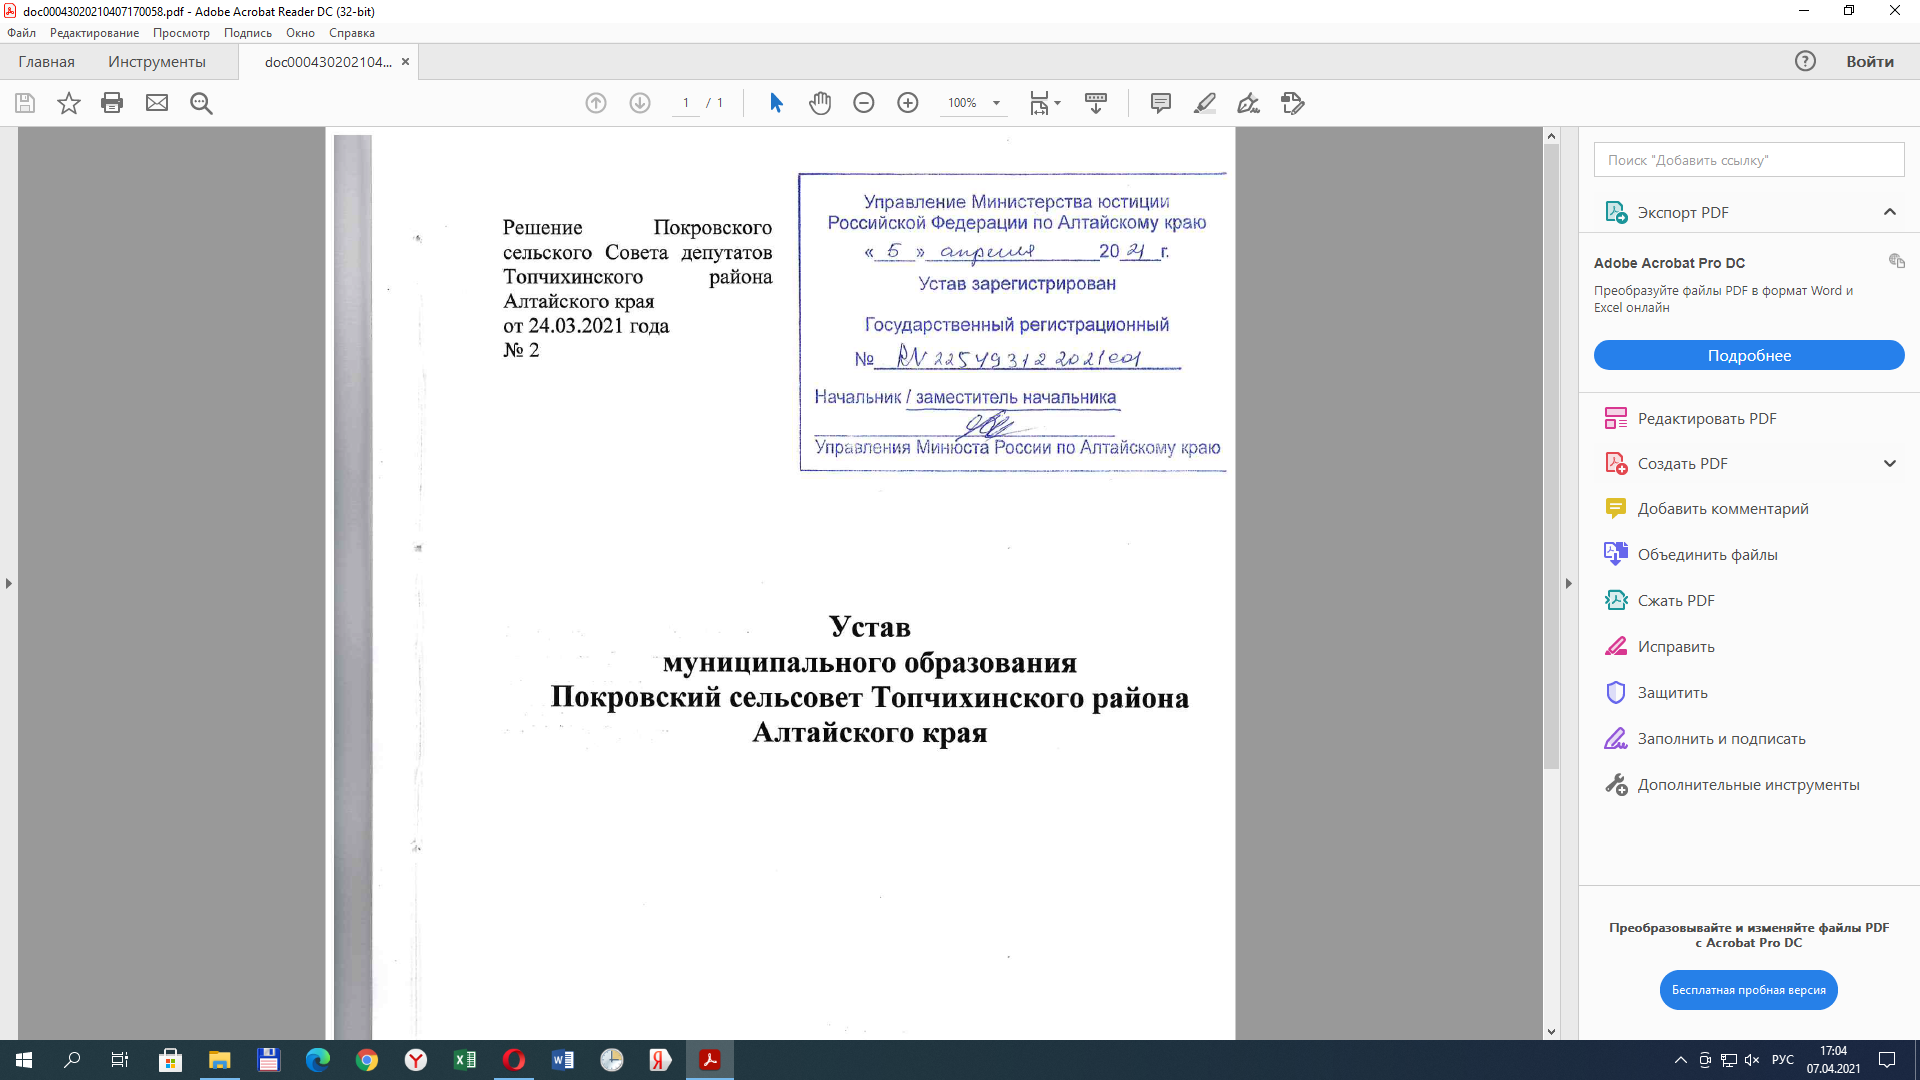 doc00043020210407170058.pdf - Adobe Acrobat Reader DC (32-bit)
Файл Редактирование Просмотр Подпись Окно Справка
Главная Инструменты doc000430202104... × ? Войти
1 / 1 100%
Решение Покровского
сельского Совета депутатов
Топчихинского района
Алтайского края
от 24.03.2021 года
№ 2
Управление Министерства юстиции
Российской Федерации по Алтайскому краю
« 5 » апреля 20 21 г.
Устав зарегистрирован
Государственный регистрационный
№ RU 225493122021001
Начальник / заместитель начальника
Управления Минюста России по Алтайскому краю
Устав
муниципального образования
Покровский сельсовет Топчихинского района
Алтайского края
Поиск "Добавить ссылку"
Экспорт PDF
Adobe Acrobat Pro DC
Преобразуйте файлы PDF в формат Word и
Excel онлайн
Подробнее
Редактировать PDF
Создать PDF
Добавить комментарий
Объединить файлы
Сжать PDF
Исправить
Защитить
Заполнить и подписать
Дополнительные инструменты
Преобразовывайте и изменяйте файлы PDF
с Acrobat Pro DC
Бесплатная пробная версия
РУС 17:04
07.04.2021